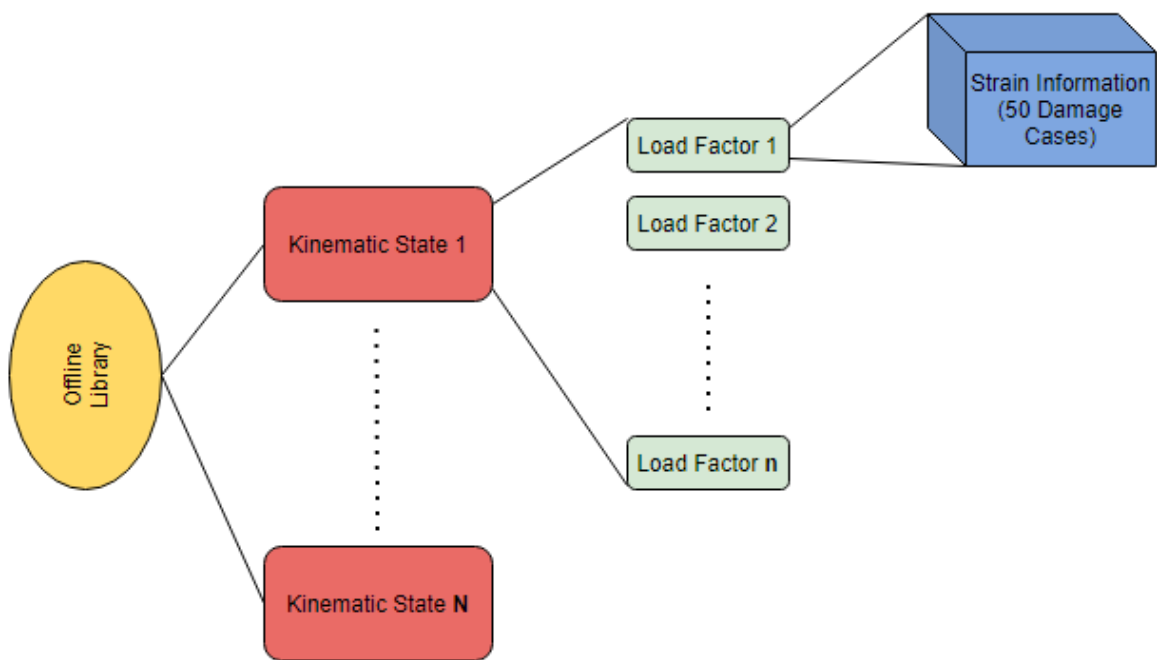 Offline
Library
Kinematic State 1
Kinematic State N
Load Factor 1
Load Factor 2
Load Factor n
Strain Information
(50 Damage
Cases)